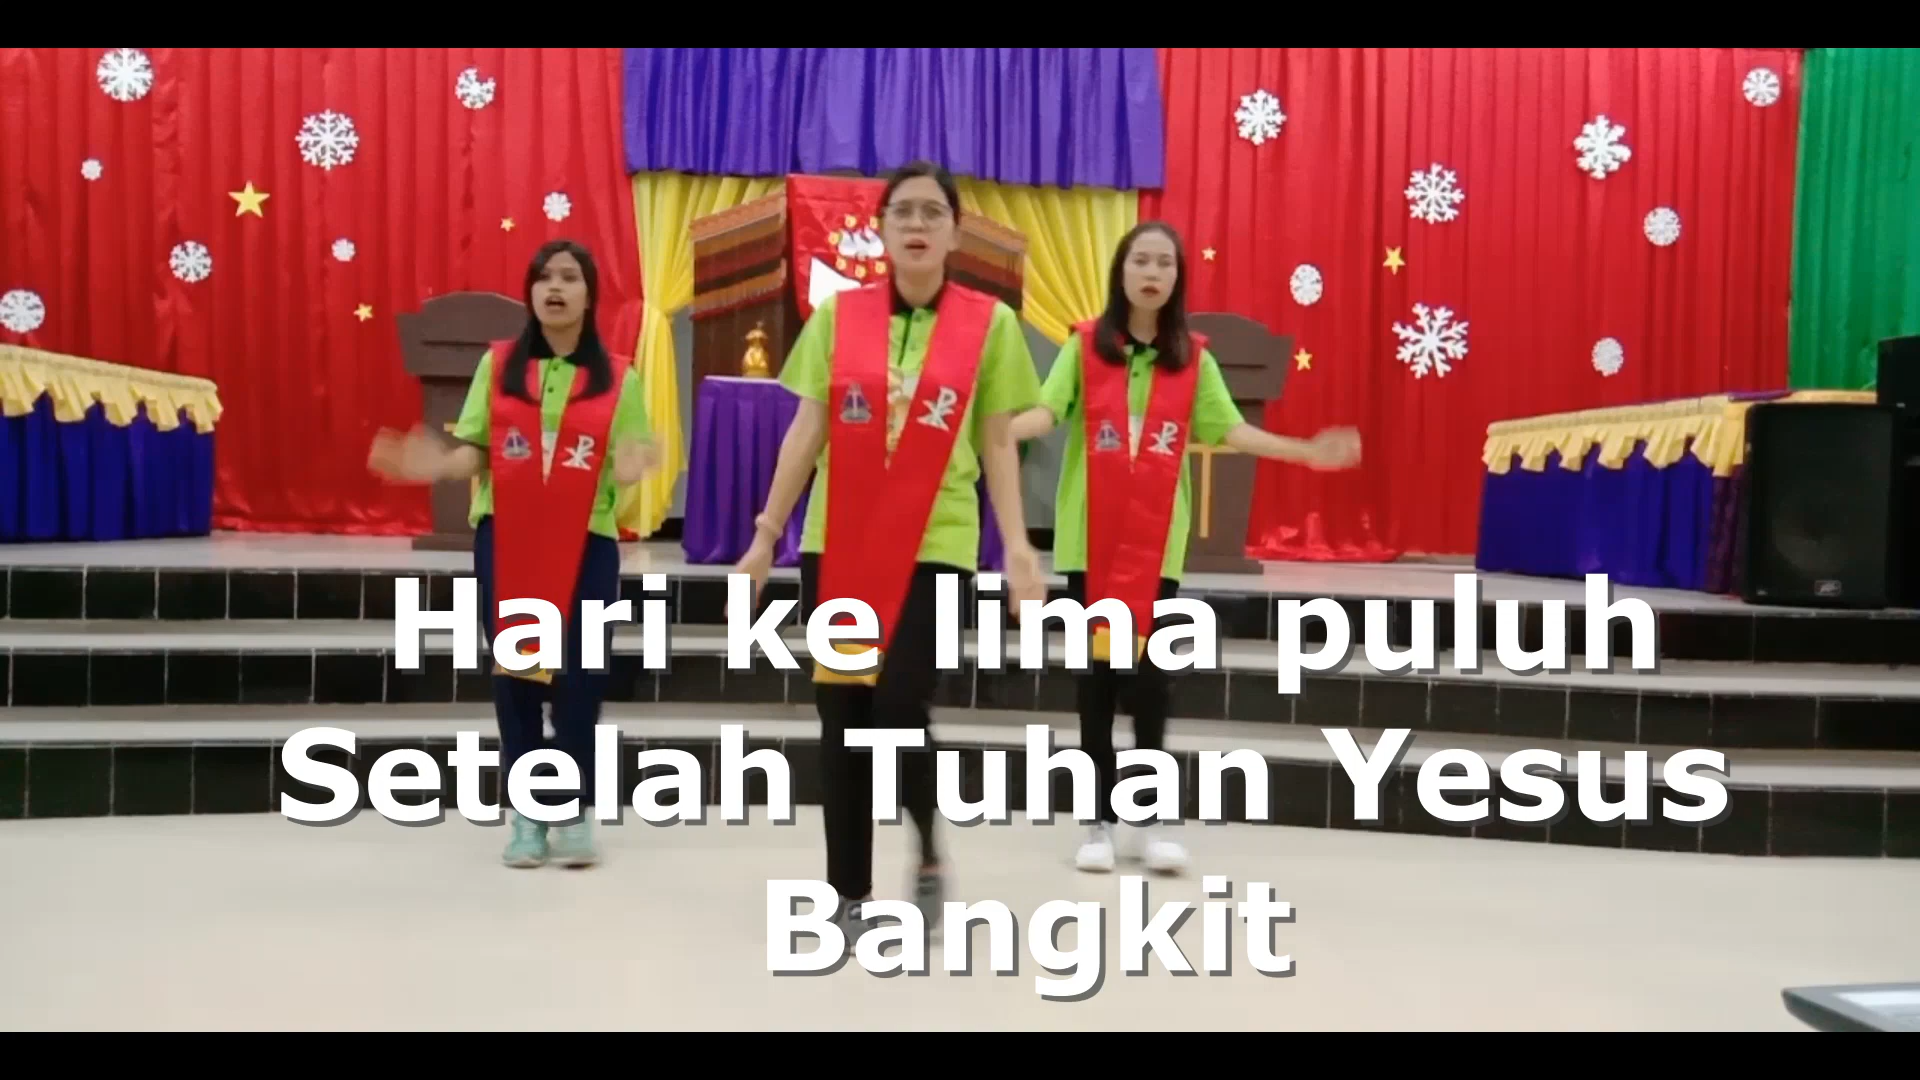 Hari ke lima puluh
Setelah Tuhan Yesus
Bangkit